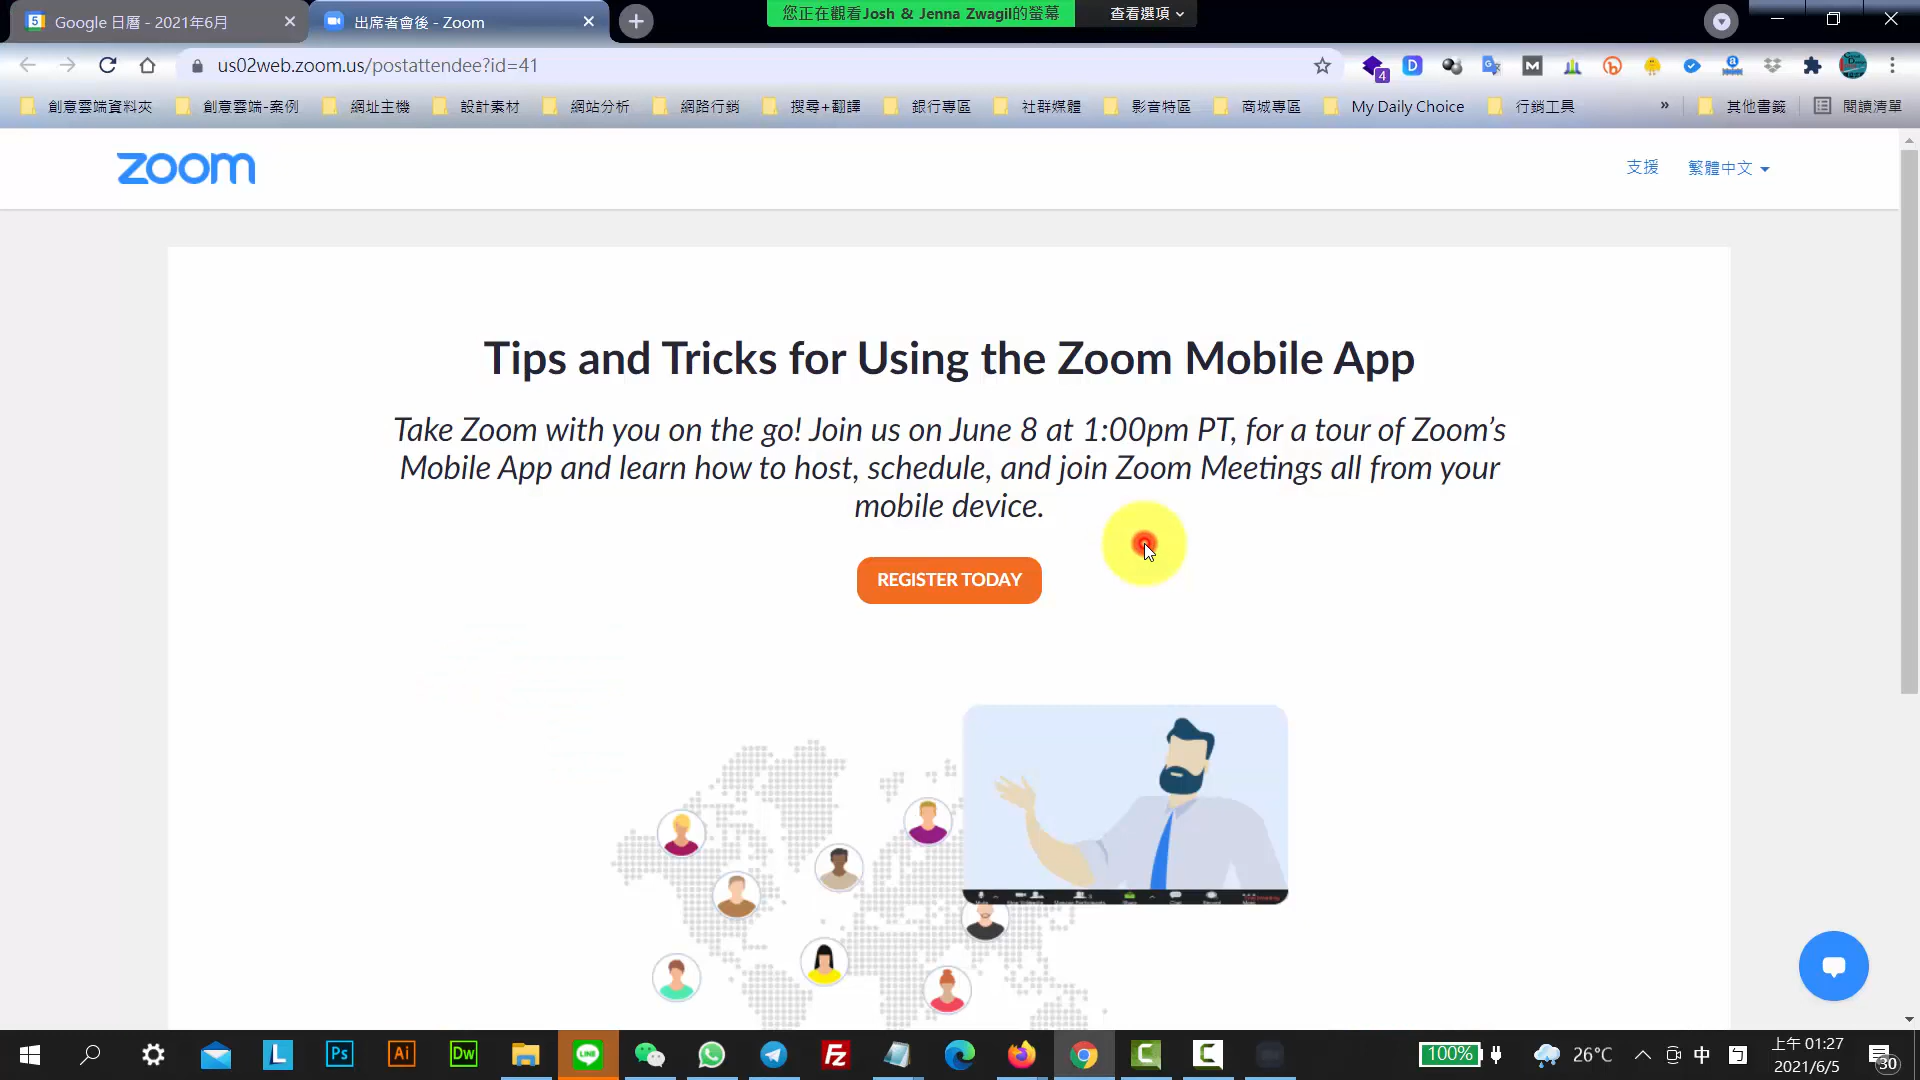 Google 日曆 - 2021年6月
出席者會後 - Zoom
您正在觀看Josh & Jenna Zwagil的螢幕
查看選項
us02web.zoom.us/postattendee?id=41
4
創意雲端資料夾
創意雲端-案例
網址主機
設計素材
網站分析
網路行銷
搜尋+翻譯
銀行專區
社群媒體
影音特區
商城專區
My Daily Choice
行銷工具
»
其他書籤
閱讀清單
zoom
支援
繁體中文
Tips and Tricks for Using the Zoom Mobile App
Take Zoom with you on the go! Join us on June 8 at 1:00pm PT, for a tour of Zoom's
Mobile App and learn how to host, schedule, and join Zoom Meetings all from your
mobile device.
REGISTER TODAY
Ps
Ai
Dw
LINE
Fz
100%
26°C
中
上午 01:27
2021/6/5
30